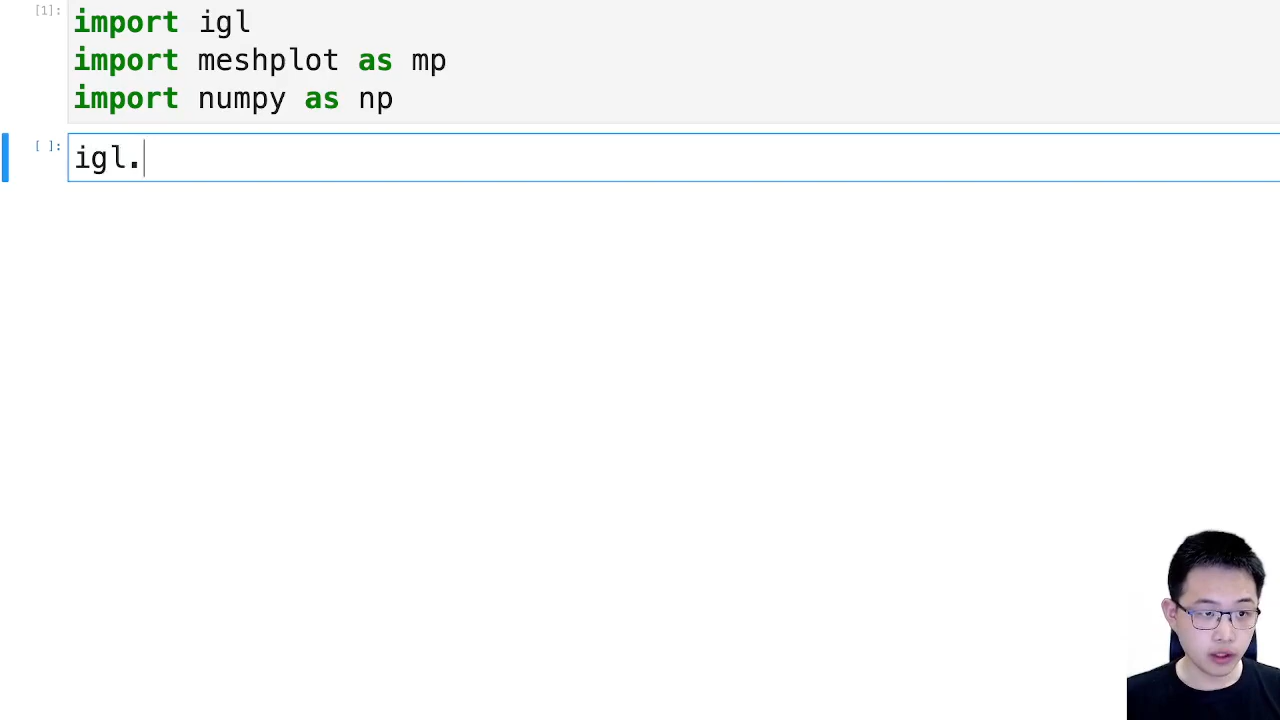 [1]:
import igl
import meshplot as mp
import numpy as np
[ ]:
igl.